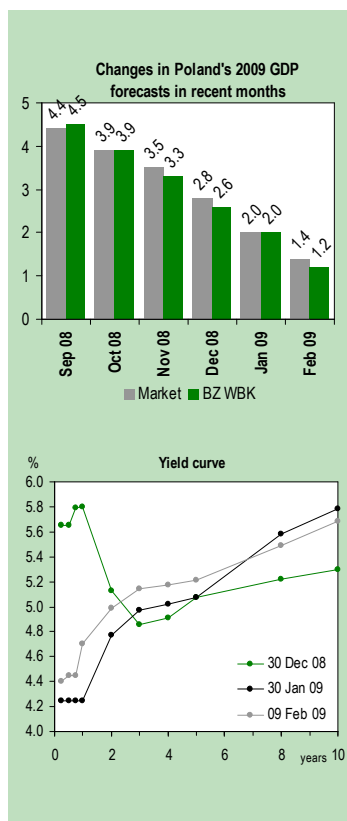 Changes in Poland's 2009 GDP
forecasts in recent months
5
4
3
2
1
0
4.4 4.5 3.9 3.9 3.5 3.3 2.8 2.6 2.0 2.0 1.4 1.2
Sep 08 Oct 08 Nov 08 Dec 08 Jan 09 Feb 09
Market BZ WBK
% Yield curve
6.0
5.8
5.6
5.4
5.2
5.0
4.8
4.6
4.4
4.2
4.0
30 Dec 08
30 Jan 09
09 Feb 09
0 2 4 6 8 10
years